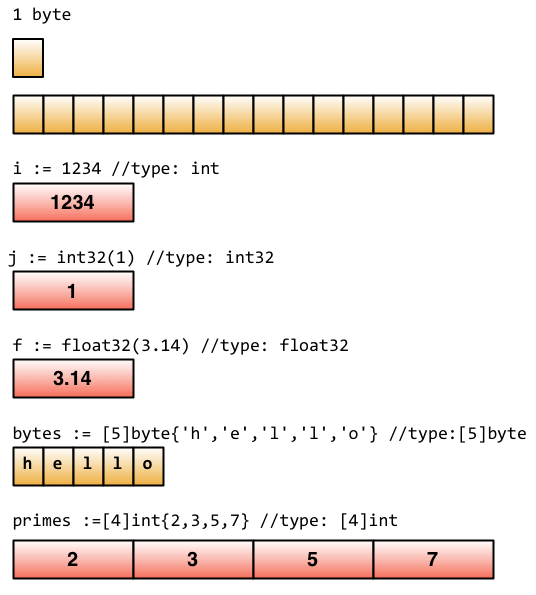 1 byte
i := 1234 //type: int
1234
j := int32(1) //type: int32
1
f := float32(3.14) //type: float32
3.14
bytes := [5]byte{'h','e','l','l','o'} //type:[5]byte
h e l l o
primes :=[4]int{2,3,5,7} //type: [4]int
2 3 5 7